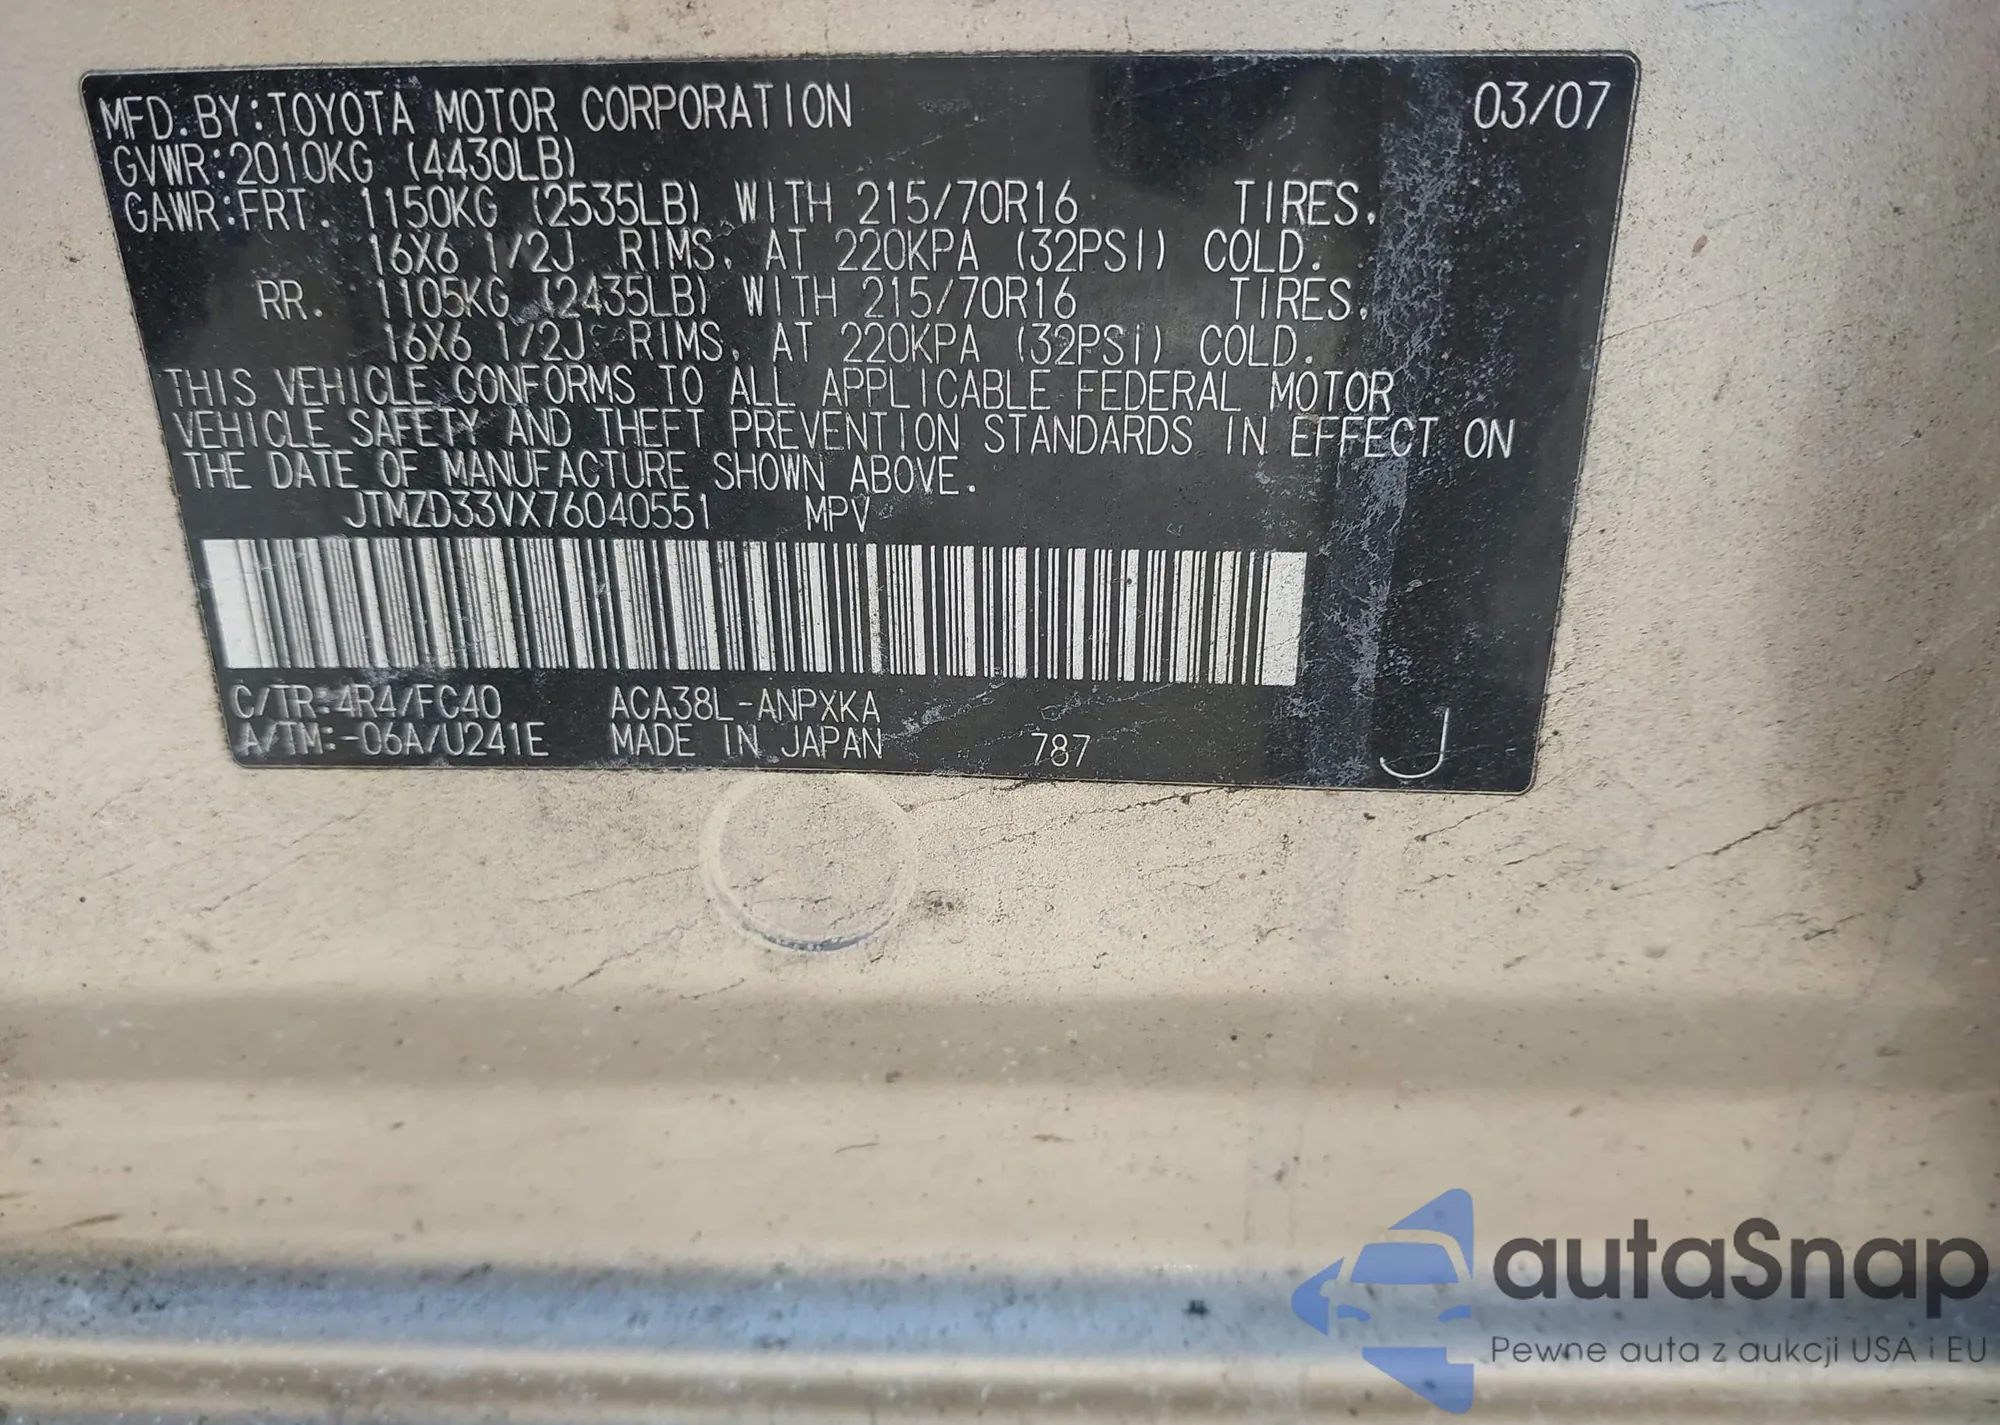 MFD. BY: TOYOTA MOTOR CORPORATION 03/07
GVWR: 2010KG (4430LB)
GAWR: FRT. 1150KG (2535LB) WITH 215/70R16 TIRES,
16X6 1/2J RIMS, AT 220KPA (32PSI) COLD.
RR. 1105KG (2435LB) WITH 215/70R16 TIRES,
16X6 1/2J RIMS, AT 220KPA (32PSI) COLD.
THIS VEHICLE CONFORMS TO ALL APPLICABLE FEDERAL MOTOR
VEHICLE SAFETY AND THEFT PREVENTION STANDARDS IN EFFECT ON
THE DATE OF MANUFACTURE SHOWN ABOVE.
JTMZD33VX76040551 MPV
C/TR: 4R4/FC40 ACA38L-ANPXKA
A/TM: -06A/U241E MADE IN JAPAN 787 J
autaSnap
Pewne auta z aukcji USA i EU